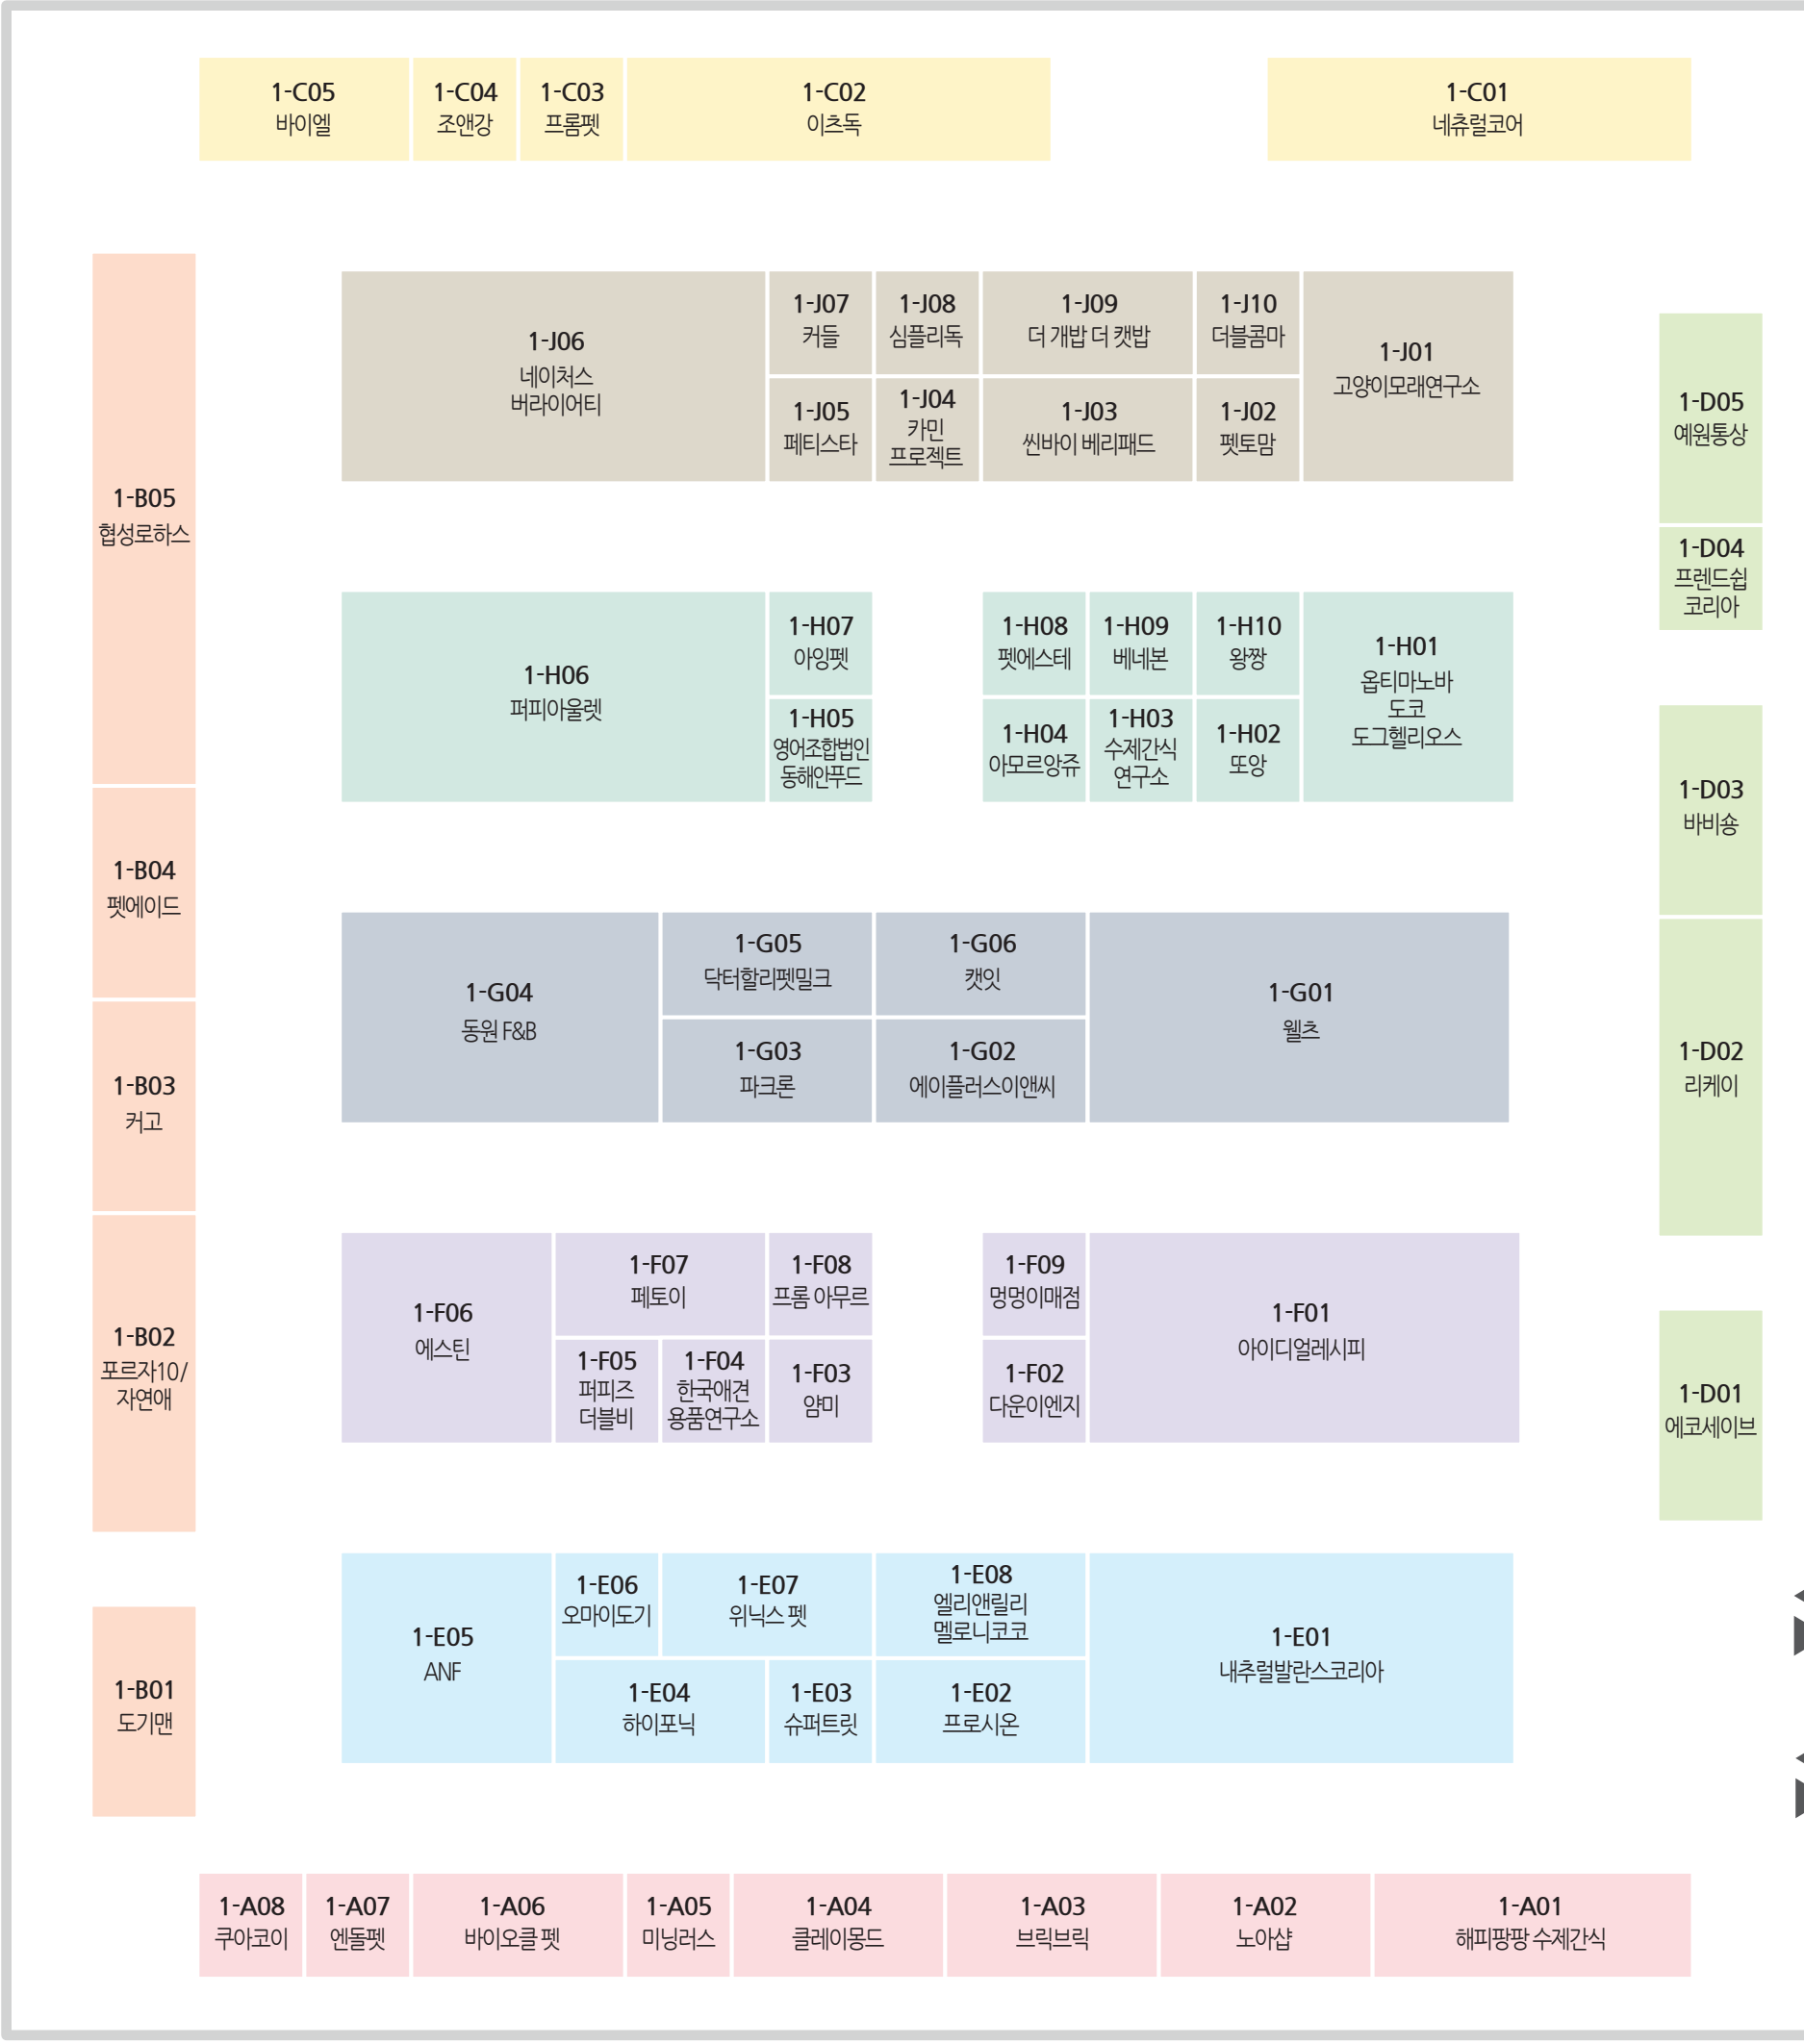 1-C05
바이엘
1-C04
조앤강
1-C03
프롬펫
1-C02
이츠독
1-C01
네츄럴코어
1-J06
네이처스
버라이어티
1-J07
커들
1-J08
심플리독
1-J09
더 개밥 더 캣밥
1-J10
더블콤마
1-J01
고양이모래연구소
1-J05
페티스타
1-J04
카민
프로젝트
1-J03
씬바이 베리패드
1-J02
펫토맘
1-B05
협성로하스
1-D05
예원통상
1-D04
프렌드쉽
코리아
1-H06
퍼피아울렛
1-H07
아잉펫
1-H08
펫에스테
1-H09
베네본
1-H10
왕짱
1-H01
옵티마노바
도코
도그헬리오스
1-H05
영어조합법인
동해안푸드
1-H04
아모르앙쥬
1-H03
수제간식
연구소
1-H02
또앙
1-D03
바비숑
1-B04
펫에이드
1-G04
동원 F&B
1-G05
닥터할리펫밀크
1-G06
캣잇
1-G01
웰츠
1-G03
파크론
1-G02
에이플러스이앤씨
1-B03
커고
1-D02
리케이
1-F06
에스틴
1-F07
페토이
1-F08
프롬 아무르
1-F09
멍멍이매점
1-F01
아이디얼레시피
1-F05
퍼피즈
더블비
1-F04
한국애견
용품연구소
1-F03
얌미
1-F02
다운이엔지
1-B02
포르자10/
자연애
1-D01
에코세이브
1-E05
ANF
1-E06
오마이도기
1-E07
위닉스 펫
1-E08
엘리앤릴리
멜로니코코
1-E01
내추럴발란스코리아
1-E04
하이포닉
1-E03
슈퍼트릿
1-E02
프로시온
1-B01
도기맨
1-A08
쿠아코이
1-A07
엔돌펫
1-A06
바이오클 펫
1-A05
미닝러스
1-A04
클레이몽드
1-A03
브릭브릭
1-A02
노아샵
1-A01
해피팡팡 수제간식